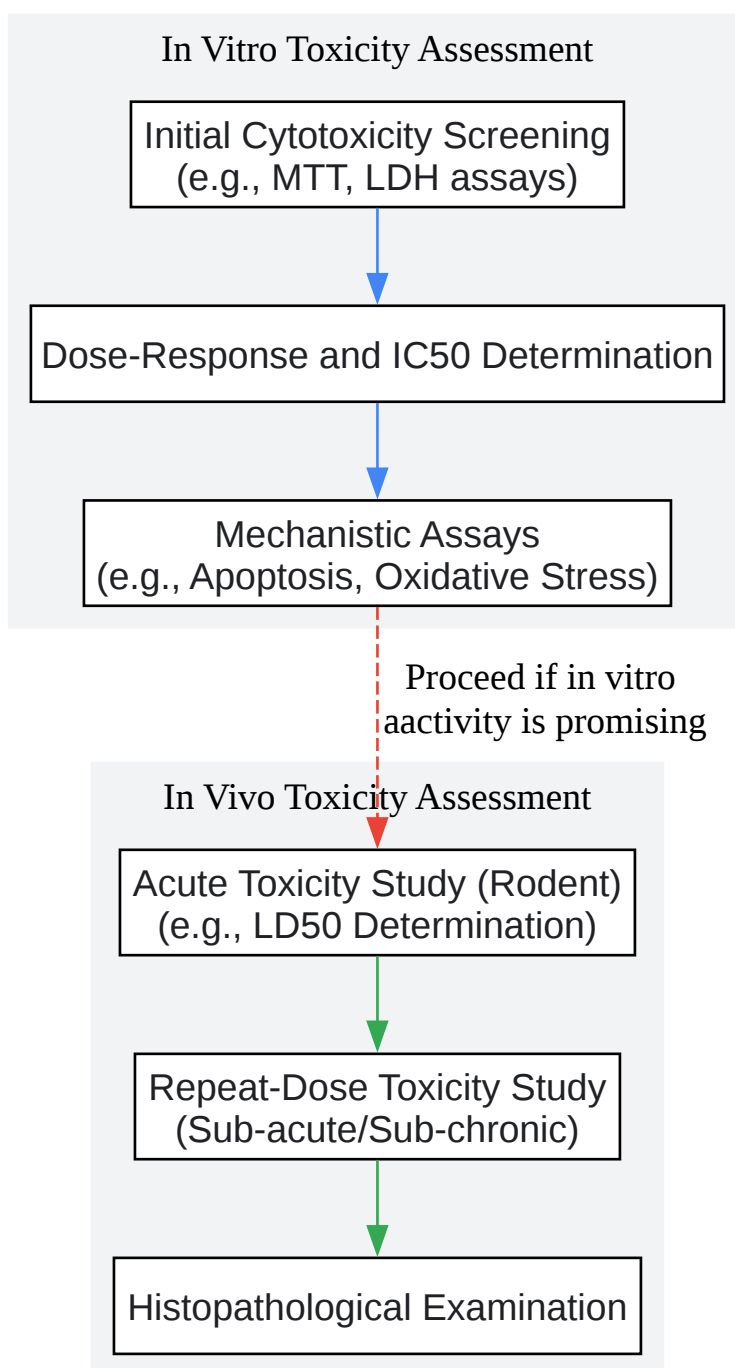 In Vitro Toxicity Assessment
Initial Cytotoxicity Screening
(e.g., MTT, LDH assays)
Dose-Response and IC50 Determination
Mechanistic Assays
(e.g., Apoptosis, Oxidative Stress)
Proceed if in vitro
aactivity is promising
In Vivo Toxicity Assessment
Acute Toxicity Study (Rodent)
(e.g., LD50 Determination)
Repeat-Dose Toxicity Study
(Sub-acute/Sub-chronic)
Histopathological Examination